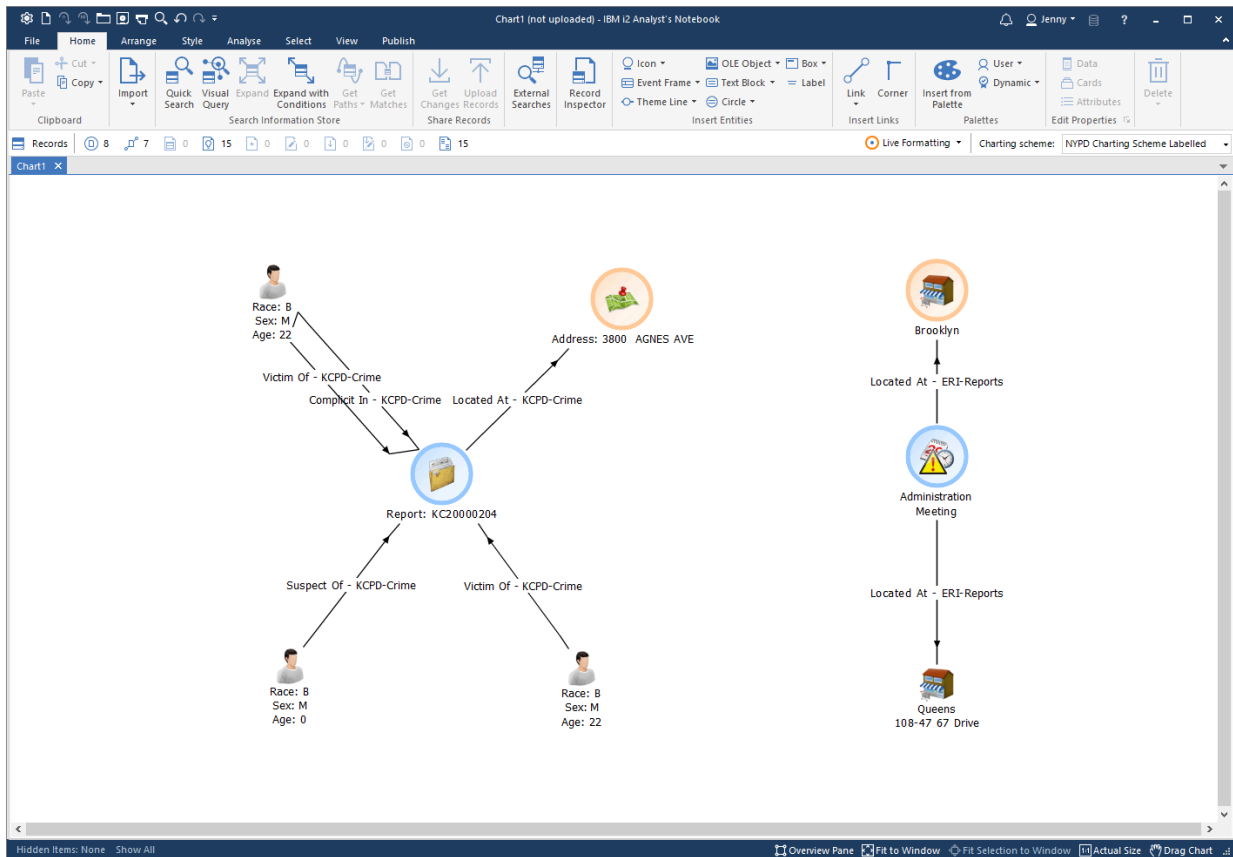 Chart1 (not uploaded) - IBM i2 Analyst's Notebook
Jenny
?
File Home Arrange Style Analyse Select View Publish
Paste
Cut
Copy
Clipboard
Import
Quick Search
Visual Query
Expand
Expand with Conditions
Get Paths
Get Matches
Search Information Store
Get Changes
Upload Records
Share Records
External Searches
Record Inspector
Icon
Event Frame
Theme Line
OLE Object
Text Block
Circle
Box
Label
Insert Entities
Link
Corner
Insert Links
Insert from Palette
User
Dynamic
Palettes
Data
Cards
Attributes
Edit Properties
Delete
Records 8 7 0 15 0 0 0 0 0 15
Live Formatting
Charting scheme: NYPD Charting Scheme Labelled
Chart1
Race: B
Sex: M
Age: 22
Victim Of - KCPD-Crime
Complicit In - KCPD-Crime
Located At - KCPD-Crime
Address: 3800 AGNES AVE
Report: KC20000204
Suspect Of - KCPD-Crime
Victim Of - KCPD-Crime
Race: B
Sex: M
Age: 0
Race: B
Sex: M
Age: 22
Brooklyn
Located At - ERI-Reports
Administration
Meeting
Located At - ERI-Reports
Queens
108-47 67 Drive
Hidden Items: None Show All
Overview Pane Fit to Window Fit Selection to Window 1:1 Actual Size Drag Chart